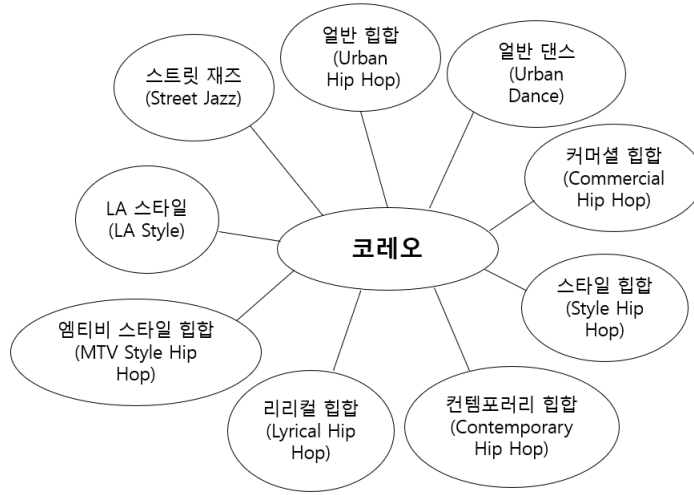 얼반 힙합
(Urban
Hip Hop)
얼반 댄스
(Urban
Dance)
스트릿 재즈
(Street Jazz)
커머셜 힙합
(Commercial
Hip Hop)
LA 스타일
(LA Style)
코레오
스타일 힙합
(Style Hip
Hop)
엠티비 스타일 힙합
(MTV Style Hip
Hop)
리리컬 힙합
(Lyrical Hip
Hop)
컨템포러리 힙합
(Contemporary
Hip Hop)